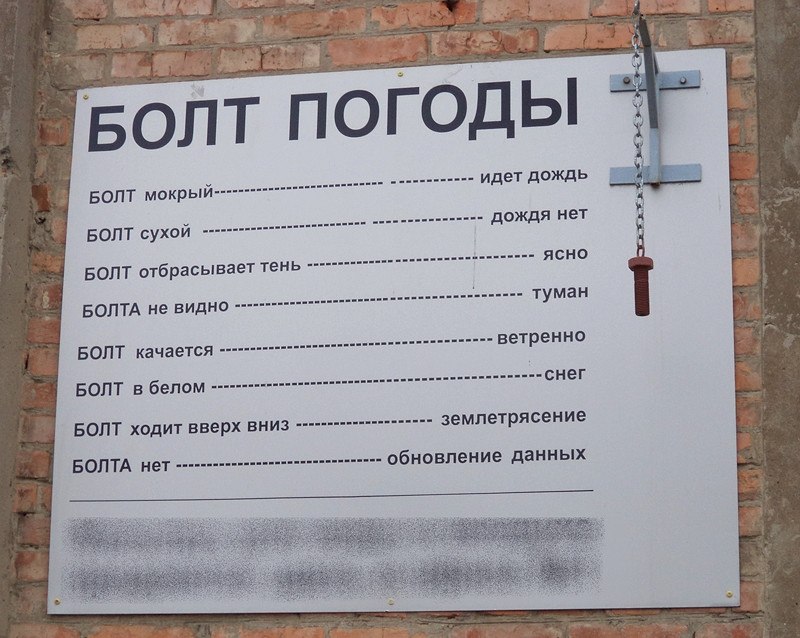 БОЛТ ПОГОДЫ
БОЛТ мокрый-------------------------- ------------ идет дождь
БОЛТ сухой -------------------------- ---------------- дождя нет
БОЛТ отбрасывает тень ----------------------------------- ясно
БОЛТА не видно -------------------------------------------- туман
БОЛТ качается ------------------------------------------ ветренно
БОЛТ в белом ----------------------------------------------------снег
БОЛТ ходит вверх вниз --------------------- землетрясение
БОЛТА нет -------------------------------- обновление данных